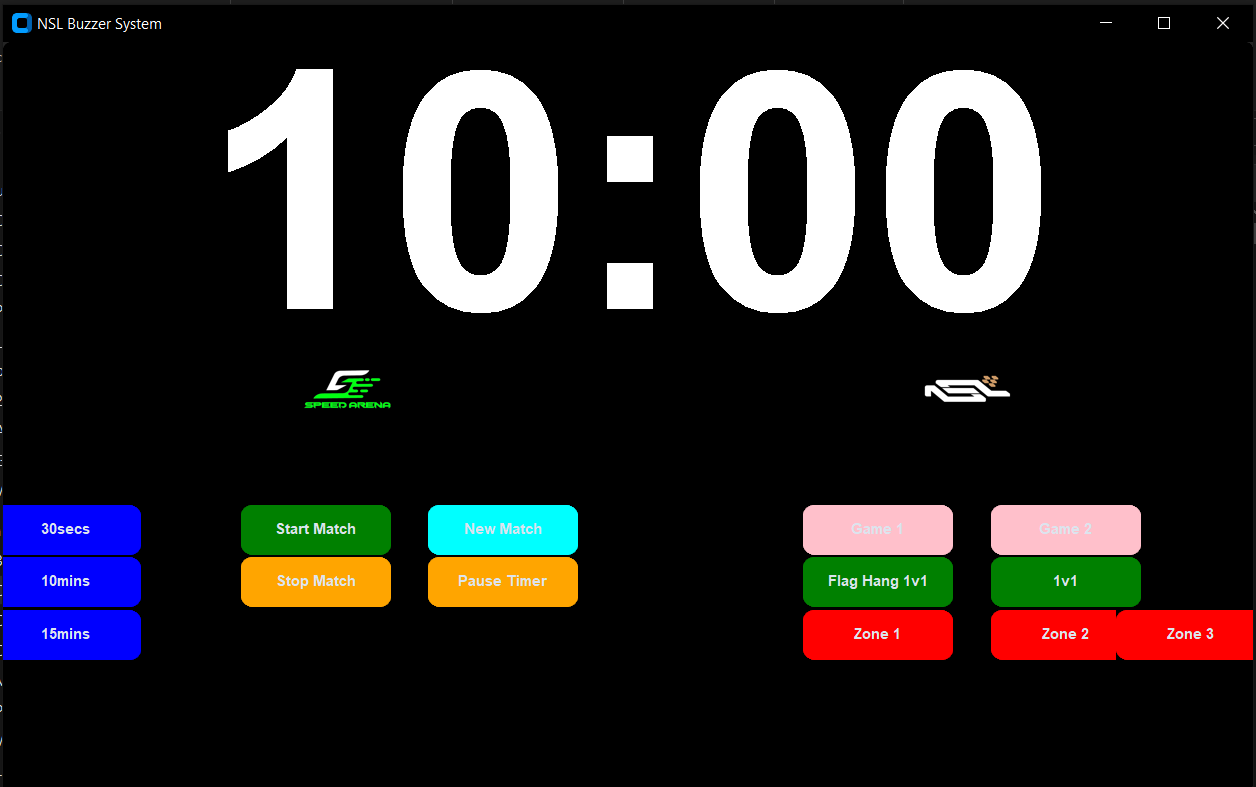 NSL Buzzer System
10:00
SPEED ARENA
NSL
30secs
Start Match
New Match
Game 1
Game 2
10mins
Stop Match
Pause Timer
Flag Hang 1v1
1v1
15mins
Zone 1
Zone 2
Zone 3